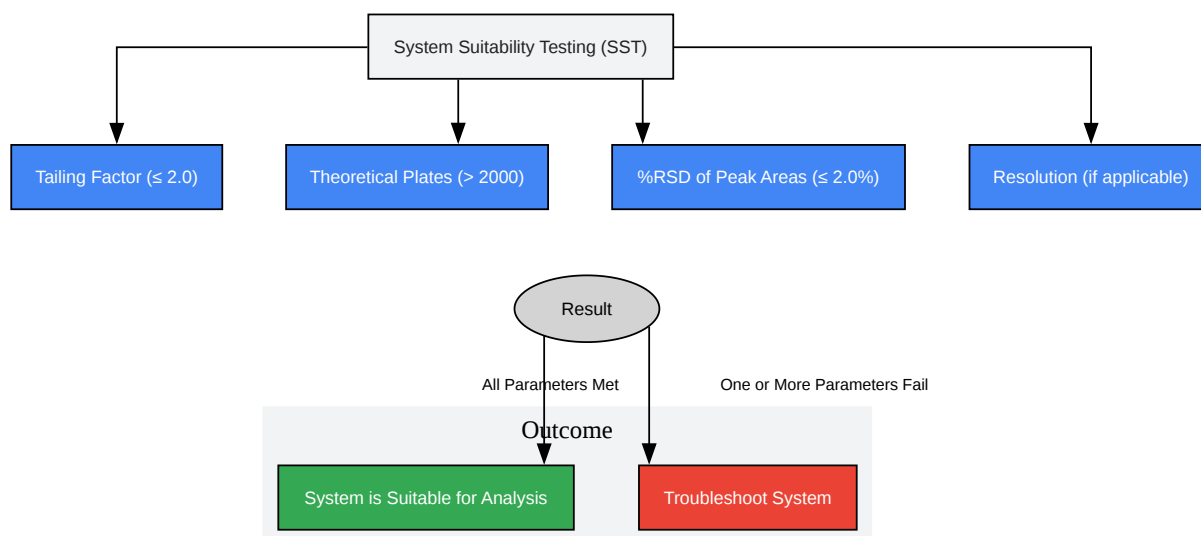 System Suitability Testing (SST)
Tailing Factor (≤ 2.0)
Theoretical Plates (> 2000)
%RSD of Peak Areas (≤ 2.0%)
Resolution (if applicable)
Result
All Parameters Met
One or More Parameters Fail
Outcome
System is Suitable for Analysis
Troubleshoot System